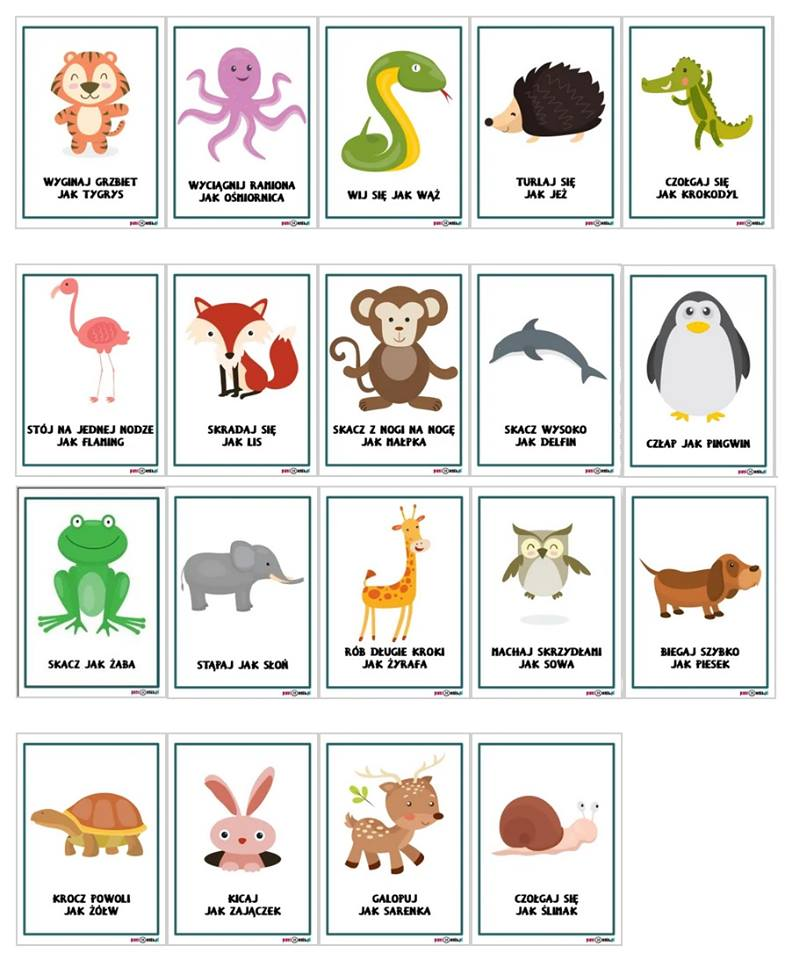 WYGINAJ GRZBIET
JAK TYGRYS
WYCIĄGNIJ RAMIONA
JAK OŚMIORNICA
WIJ SIĘ JAK WĄŻ
TURLAJ SIĘ
JAK JEŻ
CZOŁGAJ SIĘ
JAK KROKODYL
STÓJ NA JEDNEJ NODZE
JAK FLAMING
SKRADAJ SIĘ
JAK LIS
SKACZ Z NOGI NA NOGĘ
JAK MAŁPKA
SKACZ WYSOKO
JAK DELFIN
CZŁAP JAK PINGWIN
SKACZ JAK ŻABA
STĄPAJ JAK SŁOŃ
RÓB DŁUGIE KROKI
JAK ŻYRAFA
MACHAJ SKRZYDŁAMI
JAK SOWA
BIEGAJ SZYBKO
JAK PIESEK
KROCZ POWOLI
JAK ŻÓŁW
KICAJ
JAK ZAJĄCZEK
GALOPUJ
JAK SARENKA
CZOŁGAJ SIĘ
JAK ŚLIMAK